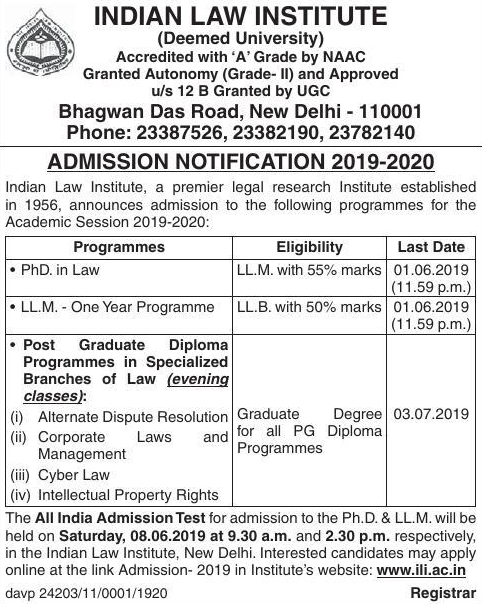 INDIAN LAW INSTITUTE
(Deemed University)
Accredited with ‘A’ Grade by NAAC
Granted Autonomy (Grade- II) and Approved
u/s 12 B Granted by UGC
Bhagwan Das Road, New Delhi - 110001
Phone: 23387526, 23382190, 23782140
ADMISSION NOTIFICATION 2019-2020
Indian Law Institute, a premier legal research Institute established
in 1956, announces admission to the following programmes for the
Academic Session 2019-2020:
Programmes Eligibility Last Date
• PhD. in Law LL.M. with 55% marks 01.06.2019
(11.59 p.m.)
• LL.M. - One Year Programme LL.B. with 50% marks 01.06.2019
(11.59 p.m.)
• Post Graduate Diploma
Programmes in Specialized
Branches of Law (evening
classes):
(i) Alternate Dispute Resolution
(ii) Corporate Laws and
Management
(iii) Cyber Law
(iv) Intellectual Property Rights
Graduate Degree
for all PG Diploma
Programmes
03.07.2019
The All India Admission Test for admission to the Ph.D. & LL.M. will be
held on Saturday, 08.06.2019 at 9.30 a.m. and 2.30 p.m. respectively,
in the Indian Law Institute, New Delhi. Interested candidates may apply
online at the link Admission- 2019 in Institute’s website: www.ili.ac.in
davp 24203/11/0001/1920 Registrar